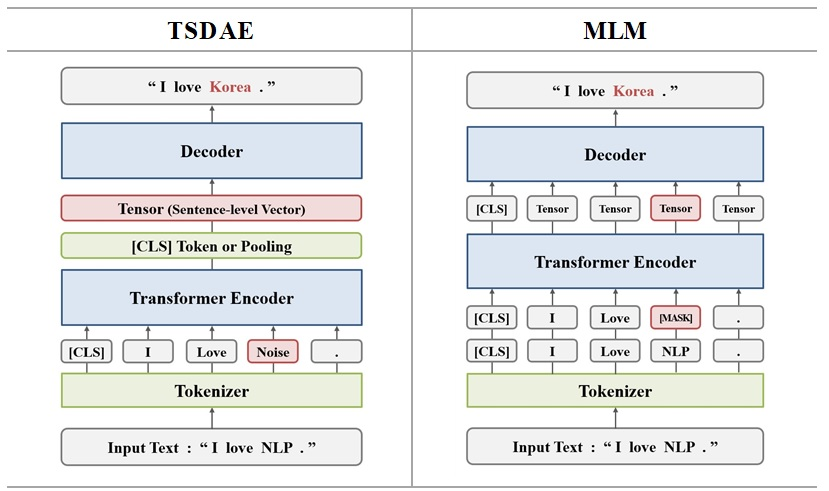 TSDAE
“ I love Korea . ”
Decoder
Tensor (Sentence-level Vector)
[CLS] Token or Pooling
Transformer Encoder
[CLS] I Love Noise .
Tokenizer
Input Text : “ I love NLP . ”
MLM
“ I love Korea . ”
Decoder
[CLS] Tensor Tensor Tensor Tensor
Transformer Encoder
[CLS] I Love [MASK] .
[CLS] I Love NLP .
Tokenizer
Input Text : “ I love NLP . ”